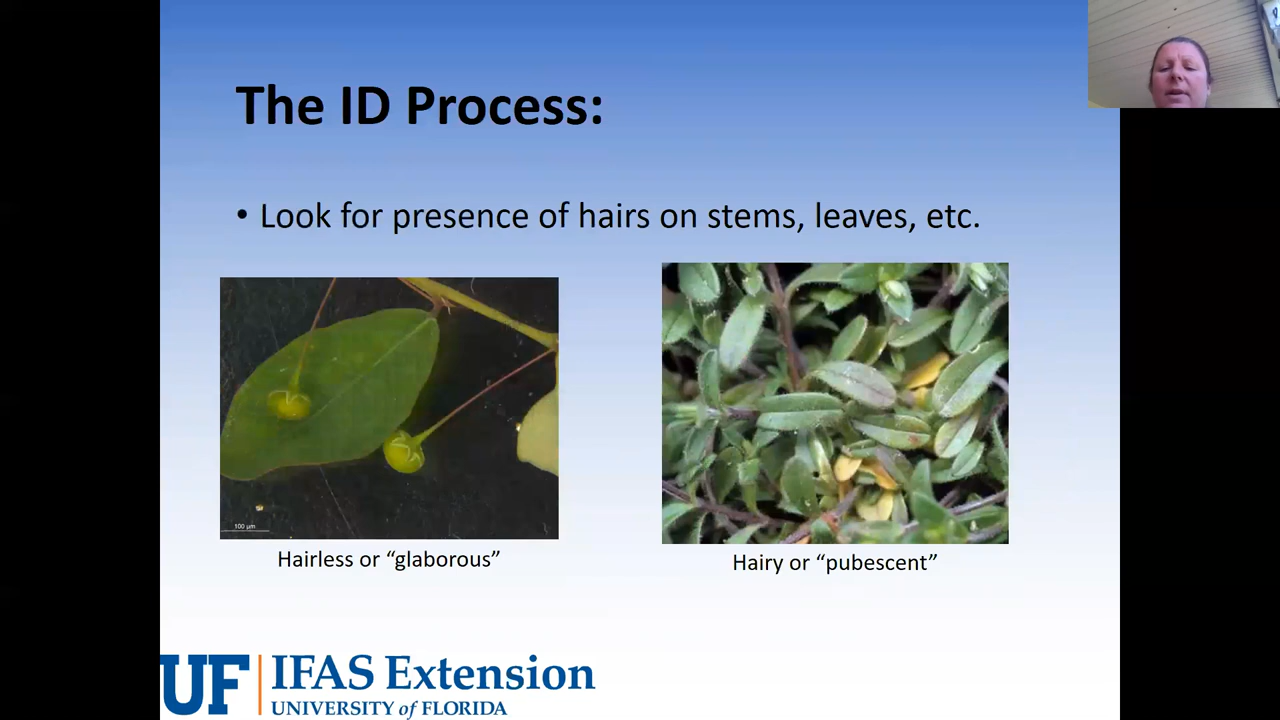 The ID Process:
• Look for presence of hairs on stems, leaves, etc.
100 µm
Hairless or “glaborous”
Hairy or “pubescent”
UF IFAS Extension
UNIVERSITY of FLORIDA